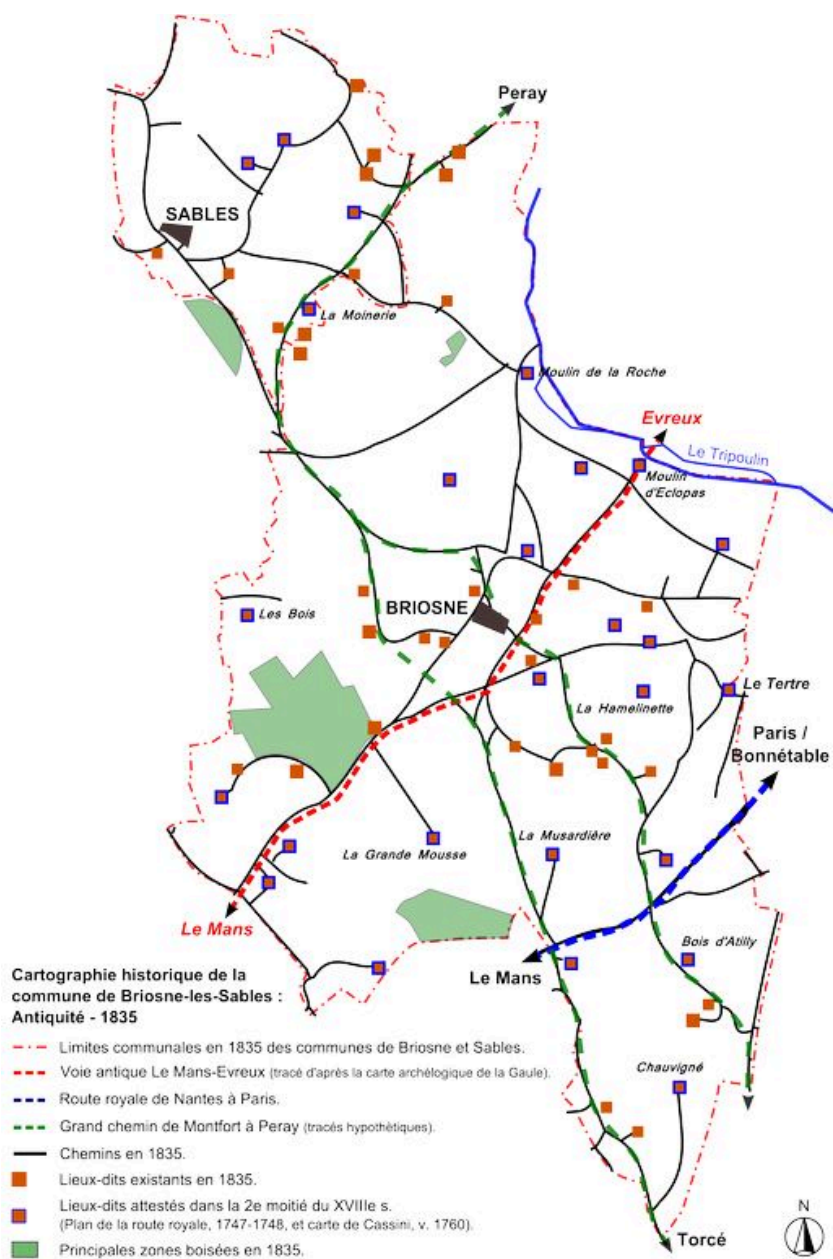 Peray
SABLES
La Moinerie
Moulin de la Roche
Evreux
Le Tripoulin
Moulin
d'Eclopas
BRIOSNE
Les Bois
Le Tertre
La Hamelinette
Paris /
Bonnétable
La Musardière
La Grande Mousse
Le Mans
Bois d'Atilly
Le Mans
Cartographie historique de la
commune de Briosne-les-Sables :
Antiquité - 1835
Limites communales en 1835 des communes de Briosne et Sables.
Voie antique Le Mans-Evreux (tracé d'après la carte archélogique de la Gaule).
Route royale de Nantes à Paris.
Grand chemin de Montfort à Peray (tracés hypothètiques).
Chemins en 1835.
Lieux-dits existants en 1835.
Lieux-dits attestés dans la 2e moitié du XVIIIe s.
(Plan de la route royale, 1747-1748, et carte de Cassini, v. 1760).
Principales zones boisées en 1835.
Chauvigné
Torcé
N